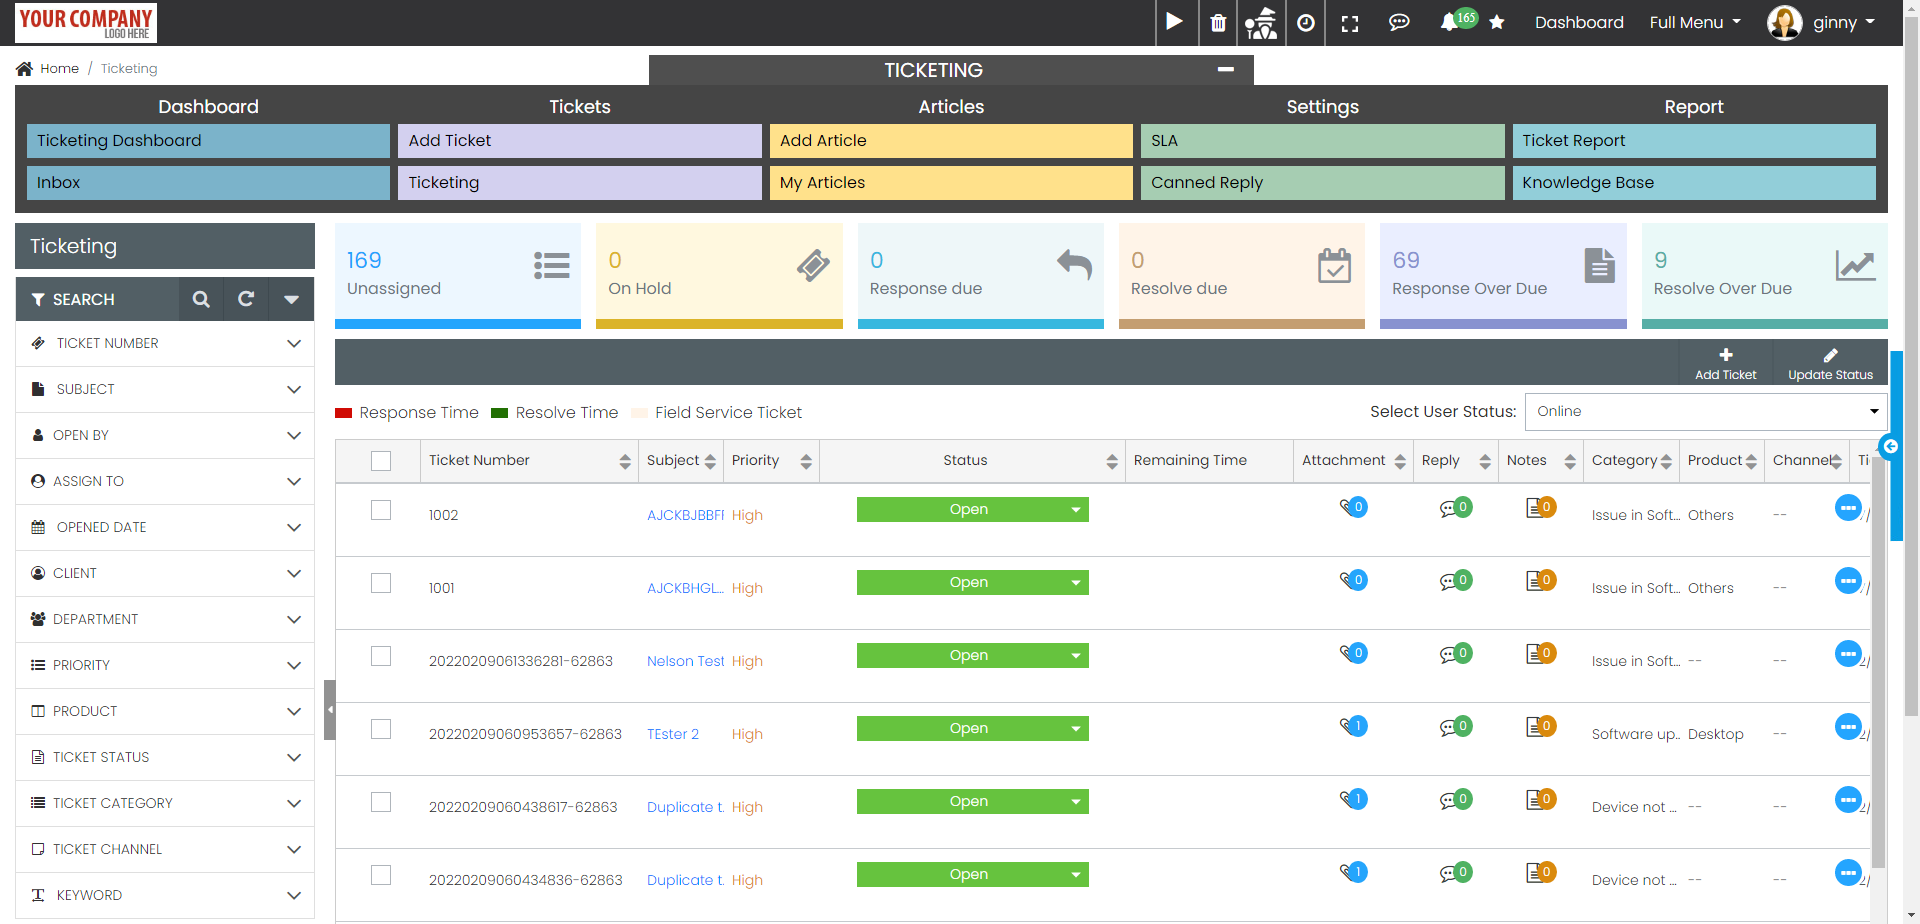 YOUR COMPANY
LOGO HERE
165
Dashboard
Full Menu
ginny
Home / Ticketing
TICKETING
Dashboard
Tickets
Articles
Settings
Report
Ticketing Dashboard
Add Ticket
Add Article
SLA
Ticket Report
Inbox
Ticketing
My Articles
Canned Reply
Knowledge Base
Ticketing
SEARCH
TICKET NUMBER
SUBJECT
OPEN BY
ASSIGN TO
OPENED DATE
CLIENT
DEPARTMENT
PRIORITY
PRODUCT
TICKET STATUS
TICKET CATEGORY
TICKET CHANNEL
KEYWORD
169
Unassigned
0
On Hold
0
Response due
0
Resolve due
69
Response Over Due
9
Resolve Over Due
Add Ticket
Update Status
Response Time Resolve Time Field Service Ticket
Select User Status: Online
Ticket Number Subject Priority Status Remaining Time Attachment Reply Notes Category Product Channel Ti
1002 AJCKBJBBF High Open 0 0 0 Issue in Soft... Others --
1001 AJCKBHGL... High Open 0 0 0 Issue in Soft... Others --
20220209061336281-62863 Nelson Test High Open 0 0 0 Issue in Soft... -- -- 2/
20220209060953657-62863 TEster 2 High Open 1 0 0 Software up.. Desktop -- 2/
20220209060438617-62863 Duplicate t. High Open 1 0 0 Device not ... -- -- 2/
20220209060434836-62863 Duplicate t. High Open 1 0 0 Device not ... -- -- 2/